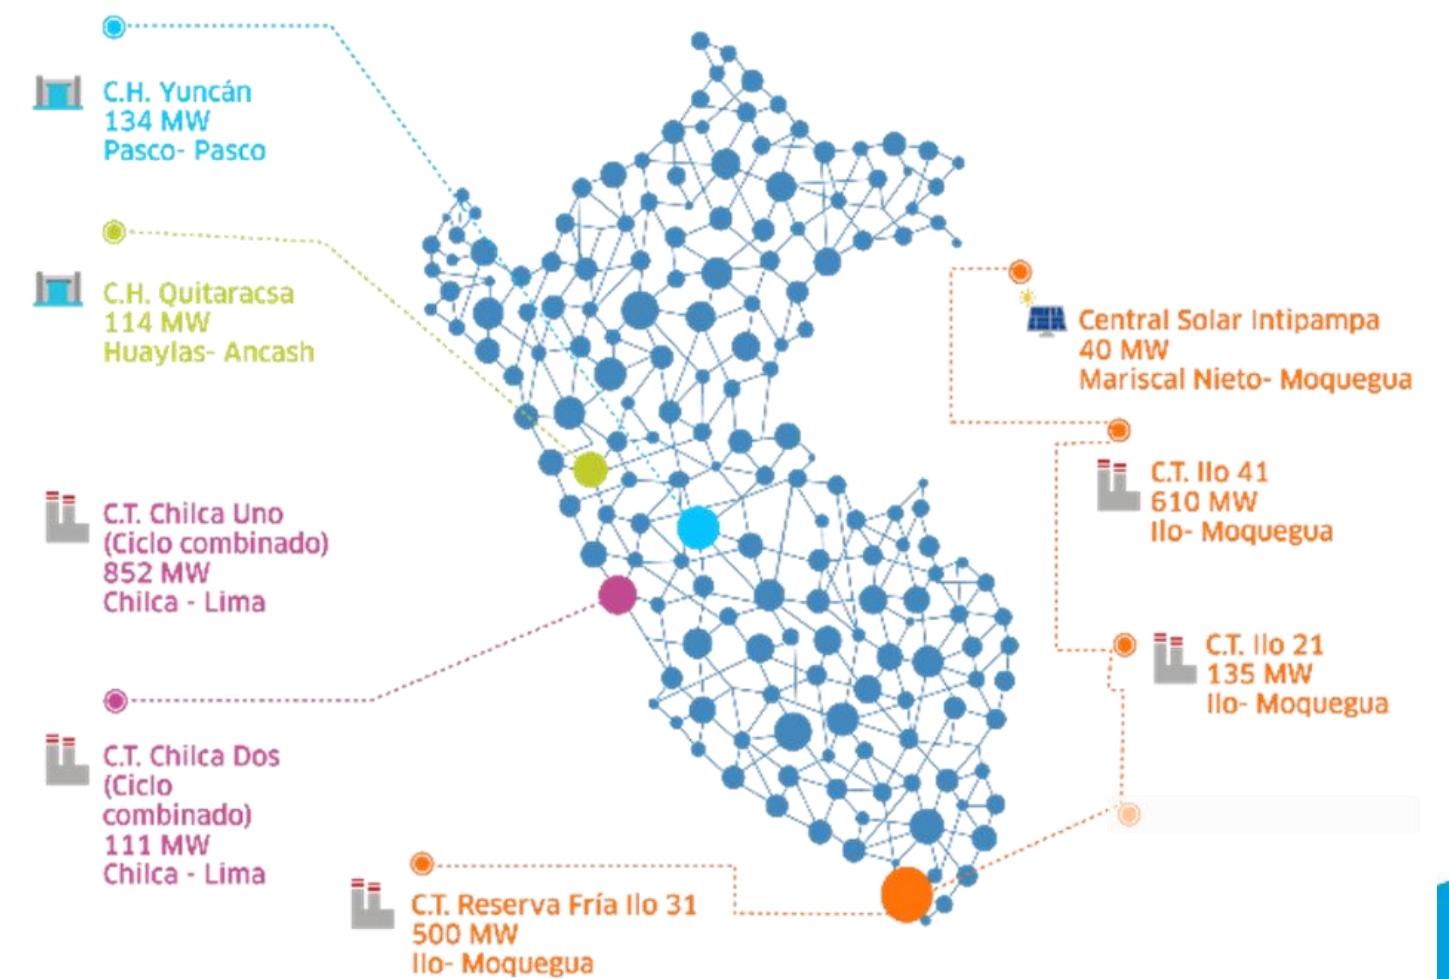 C.H. Yuncán
134 MW
Pasco- Pasco
C.H. Quitaracsa
114 MW
Huaylas- Ancash
C.T. Chilca Uno
(Ciclo combinado)
852 MW
Chilca - Lima
C.T. Chilca Dos
(Ciclo
combinado)
111 MW
Chilca - Lima
C.T. Reserva Fría Ilo 31
500 MW
Ilo- Moquegua
Central Solar Intipampa
40 MW
Mariscal Nieto- Moquegua
C.T. Ilo 41
610 MW
Ilo- Moquegua
C.T. Ilo 21
135 MW
Ilo- Moquegua